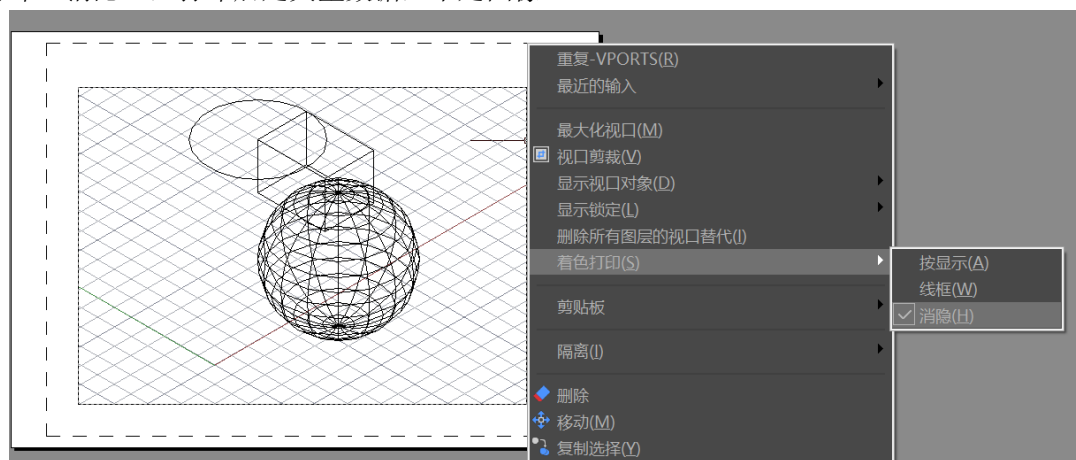 重复-VPORTS(R)
最近的输入
最大化视口(M)
视口剪裁(V)
显示视口对象(D)
显示锁定(L)
删除所有图层的视口替代(I)
着色打印(S)
按显示(A)
线框(W)
消隐(H)
剪贴板
隔离(I)
删除
移动(M)
复制选择(Y)